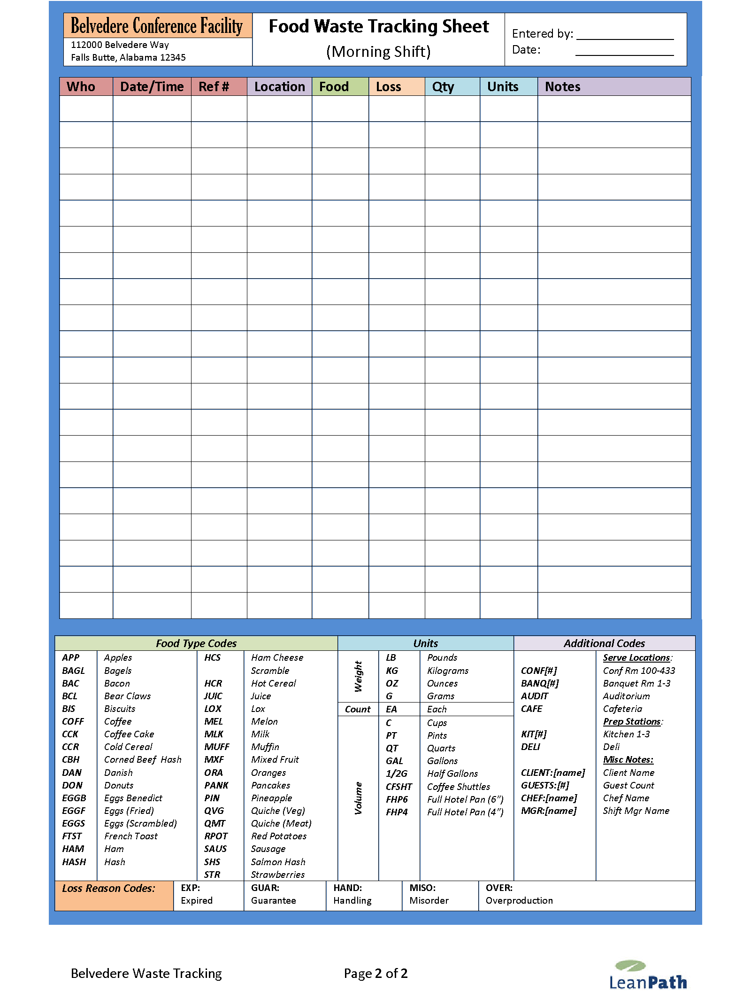 Belvedere Conference Facility
112000 Belvedere Way
Falls Butte, Alabama 12345
Food Waste Tracking Sheet
(Morning Shift)
Entered by: ________________
Date: ________________
Who Date/Time Ref # Location Food Loss Qty Units Notes
Food Type Codes
APP Apples
BAGL Bagels
BAC Bacon
BCL Bear Claws
BIS Biscuits
COFF Coffee
CCK Coffee Cake
CCR Cold Cereal
CBH Corned Beef Hash
DAN Danish
DON Donuts
EGGB Eggs Benedict
EGGF Eggs (Fried)
EGGS Eggs (Scrambled)
FTST French Toast
HAM Ham
HASH Hash
HCS Ham Cheese
Scramble
HCR Hot Cereal
JUIC Juice
LOX Lox
MEL Melon
MLK Milk
MUFF Muffin
MXF Mixed Fruit
ORA Oranges
PANK Pancakes
PIN Pineapple
QVG Quiche (Veg)
QMT Quiche (Meat)
RPOT Red Potatoes
SAUS Sausage
SHS Salmon Hash
STR Strawberries
Units
Weight
LB Pounds
KG Kilograms
OZ Ounces
G Grams
Count EA Each
Volume
C Cups
PT Pints
QT Quarts
GAL Gallons
1/2G Half Gallons
CFSHT Coffee Shuttles
FHP6 Full Hotel Pan (6”)
FHP4 Full Hotel Pan (4”)
Additional Codes
Serve Locations:
CONF[#] Conf Rm 100-433
BANQ[#] Banquet Rm 1-3
AUDIT Auditorium
CAFE Cafeteria
Prep Stations:
KIT[#] Kitchen 1-3
DELI Deli
Misc Notes:
CLIENT:[name] Client Name
GUESTS:[#] Guest Count
CHEF:[name] Chef Name
MGR:[name] Shift Mgr Name
Loss Reason Codes:
EXP:
Expired
GUAR:
Guarantee
HAND:
Handling
MISO:
Misorder
OVER:
Overproduction
Belvedere Waste Tracking
Page 2 of 2
LeanPath